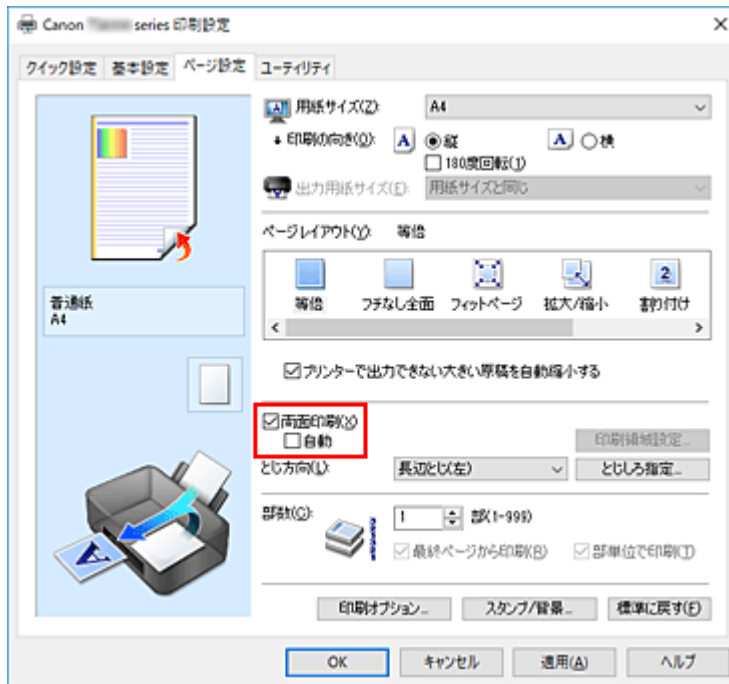 Canon series 印刷設定
クイック設定 基本設定 ページ設定 ユーティリティ
用紙サイズ(Z): A4
印刷の向き(O): A 縦 A 横
180度回転(J)
出力用紙サイズ(E): 用紙サイズと同じ
ページレイアウト(Y): 等倍
等倍 フチなし全面 フィットページ 拡大/縮小 2 割り付け
普通紙
A4
プリンターで出力できない大きい原稿を自動縮小する
両面印刷(X)
自動
印刷領域設定...
とじ方向(L): 長辺とじ(左) とじしろ指定...
部数(C): 1 部(1-999)
最終ページから印刷(R) 部単位で印刷(T)
A
印刷オプション... スタンプ/背景... 標準に戻す(F)
OK キャンセル 適用(A) ヘルプ